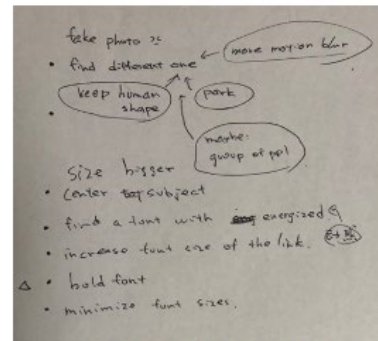 fake photo
more motion blur
• find different one
keep human shape
park
•
maybe:
group of ppl
size bigger
• center top subject
• find a font with energized
• increase font size of the link.
△ • bold font
• minimize font sizes.